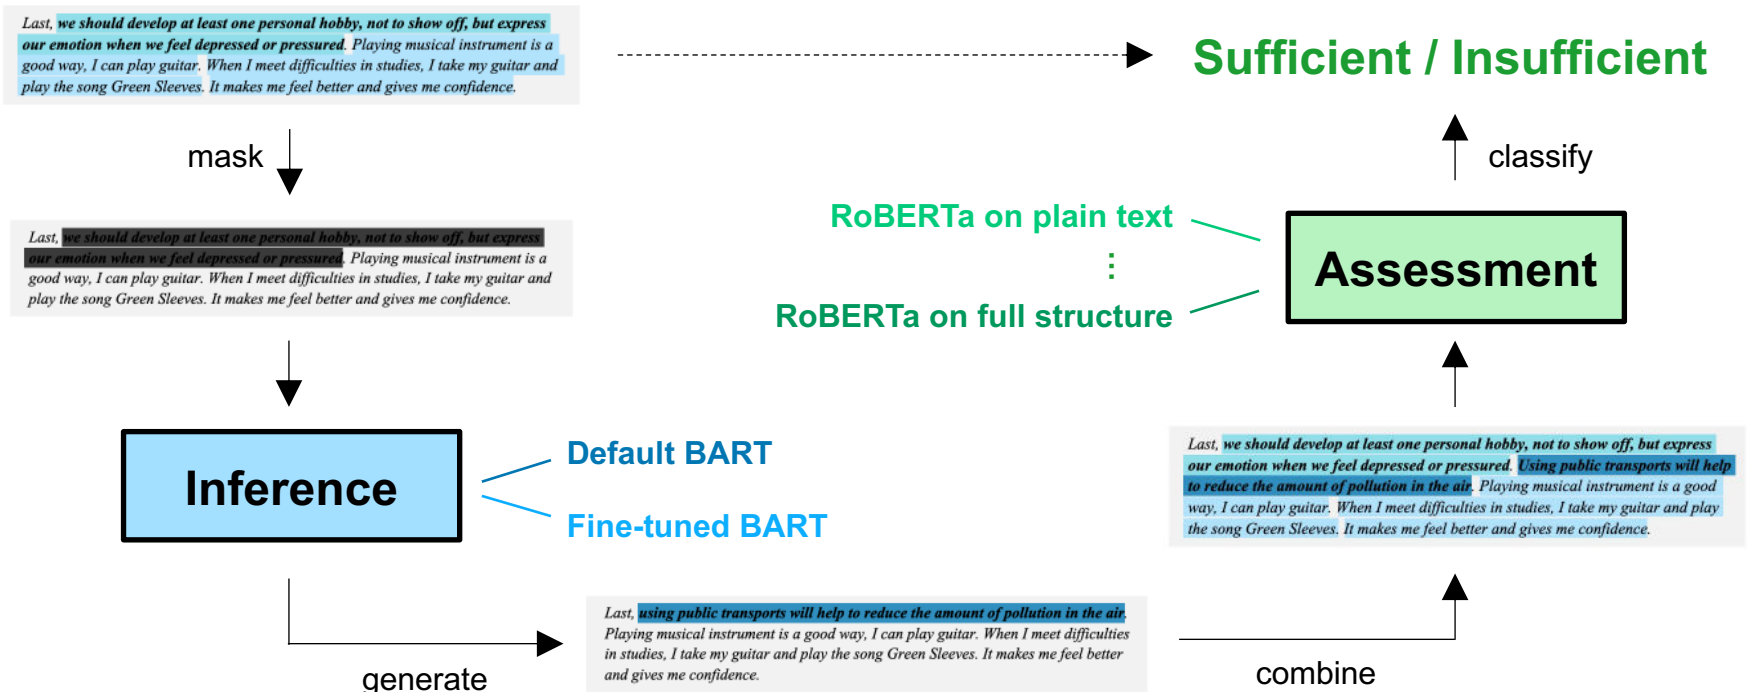 Last, we should develop at least one personal hobby, not to show off, but express
our emotion when we feel depressed or pressured. Playing musical instrument is a
good way, I can play guitar. When I meet difficulties in studies, I take my guitar and
play the song Green Sleeves. It makes me feel better and gives me confidence.
Sufficient / Insufficient
mask
classify
Last, we should develop at least one personal hobby, not to show off, but express
our emotion when we feel depressed or pressured. Playing musical instrument is a
good way, I can play guitar. When I meet difficulties in studies, I take my guitar and
play the song Green Sleeves. It makes me feel better and gives me confidence.
RoBERTa on plain text
⋮
RoBERTa on full structure
Assessment
Inference
Default BART
Fine-tuned BART
Last, we should develop at least one personal hobby, not to show off, but express
our emotion when we feel depressed or pressured. Using public transports will help
to reduce the amount of pollution in the air. Playing musical instrument is a good
way, I can play guitar. When I meet difficulties in studies, I take my guitar and play
the song Green Sleeves. It makes me feel better and gives me confidence.
Last, using public transports will help to reduce the amount of pollution in the air.
Playing musical instrument is a good way, I can play guitar. When I meet difficulties
in studies, I take my guitar and play the song Green Sleeves. It makes me feel better
and gives me confidence.
generate
combine